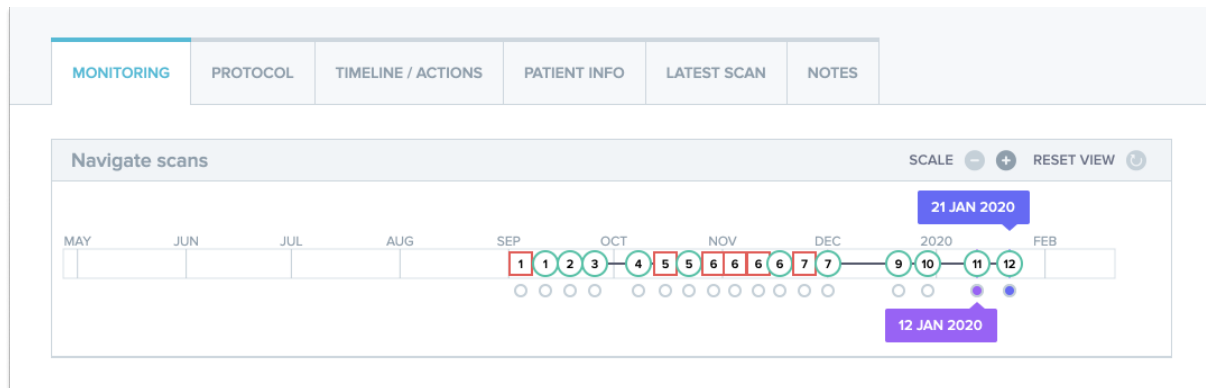 MONITORING PROTOCOL TIMELINE / ACTIONS PATIENT INFO LATEST SCAN NOTES
Navigate scans SCALE RESET VIEW
21 JAN 2020
MAY JUN JUL AUG SEP OCT NOV DEC 2020 FEB
1 1 2 3 4 5 5 6 6 6 6 7 7 9 10 11 12
12 JAN 2020